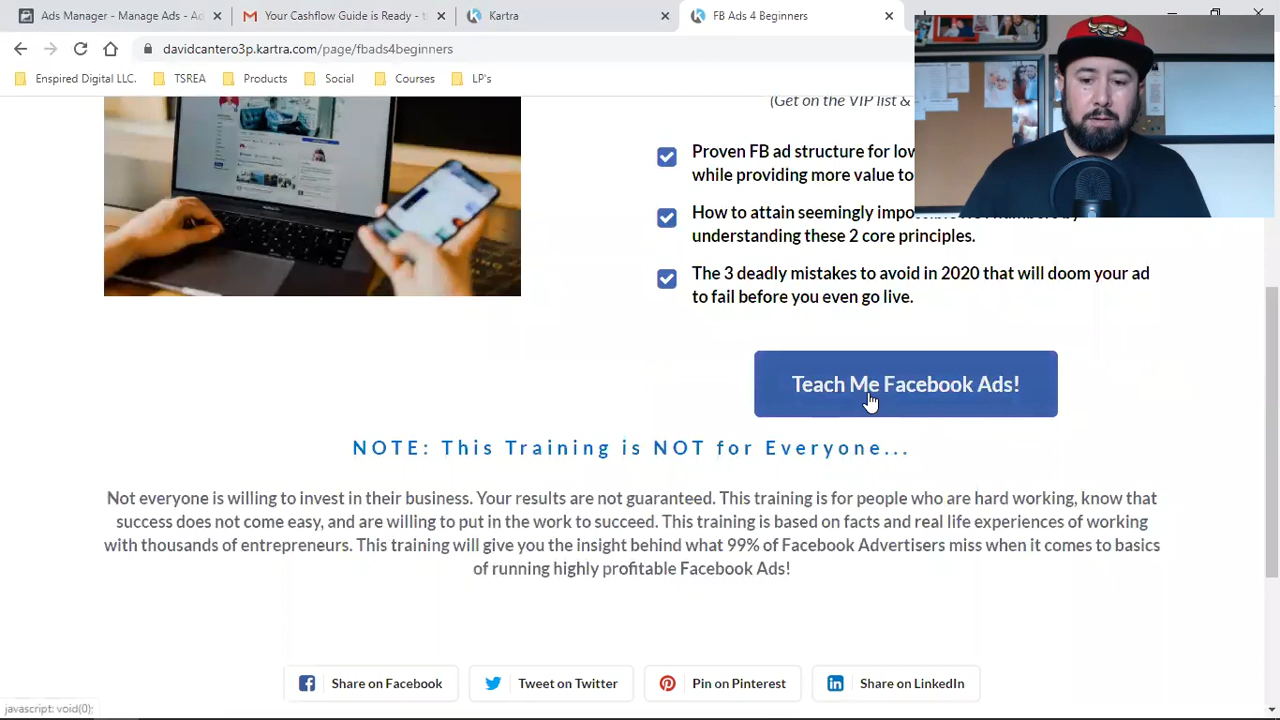 Ads Manager - Manage Ads - Ad
Your Cashflow Guide is Ready - t
Kartra
FB Ads 4 Beginners
davidcantero3p.kartra.com/page/fbads4beginners
Enspired Digital LLC.
TSREA
Products
Social
Courses
LP's
(Get on the VIP list &
Proven FB ad structure for low
while providing more value to
How to attain seemingly impo
understanding these 2 core principles.
The 3 deadly mistakes to avoid in 2020 that will doom your ad
to fail before you even go live.
Teach Me Facebook Ads!
NOTE: This Training is NOT for Everyone...
Not everyone is willing to invest in their business. Your results are not guaranteed. This training is for people who are hard working, know that
success does not come easy, and are willing to put in the work to succeed. This training is based on facts and real life experiences of working
with thousands of entrepreneurs. This training will give you the insight behind what 99% of Facebook Advertisers miss when it comes to basics
of running highly profitable Facebook Ads!
Share on Facebook
Tweet on Twitter
Pin on Pinterest
Share on LinkedIn
javascript: void(0);